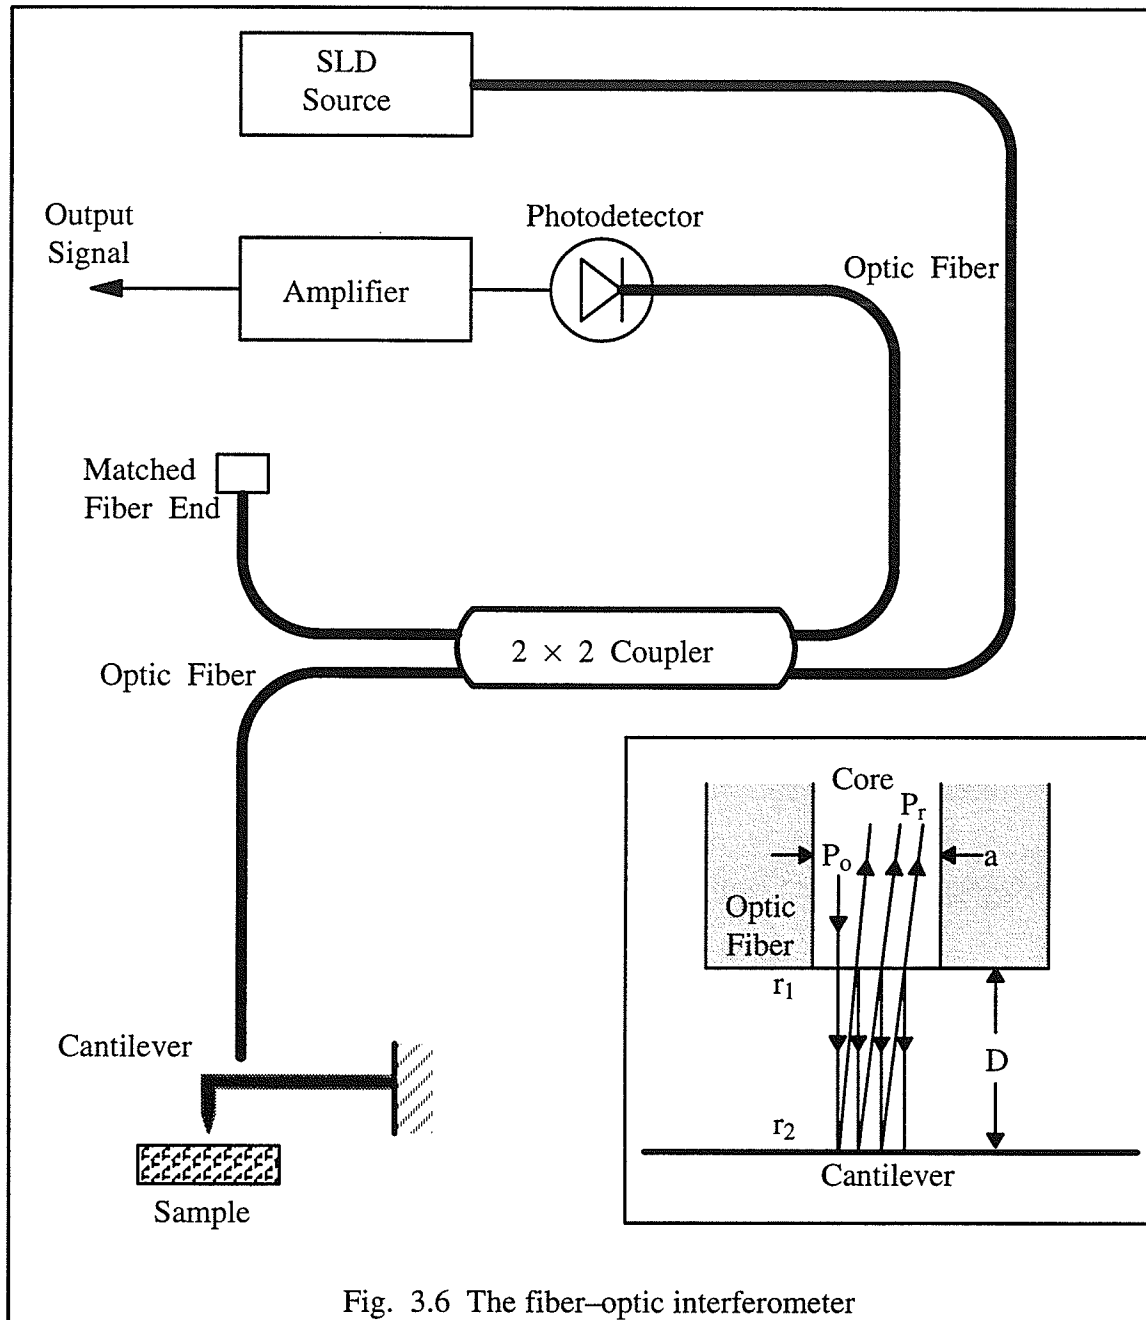 SLD
Source
Output
Signal
Amplifier
Photodetector
Optic Fiber
Matched
Fiber End
2 × 2 Coupler
Optic Fiber
Cantilever
Sample
Core
Pr
Po
a
Optic
Fiber
r1
D
r2
Cantilever
Fig. 3.6 The fiber–optic interferometer